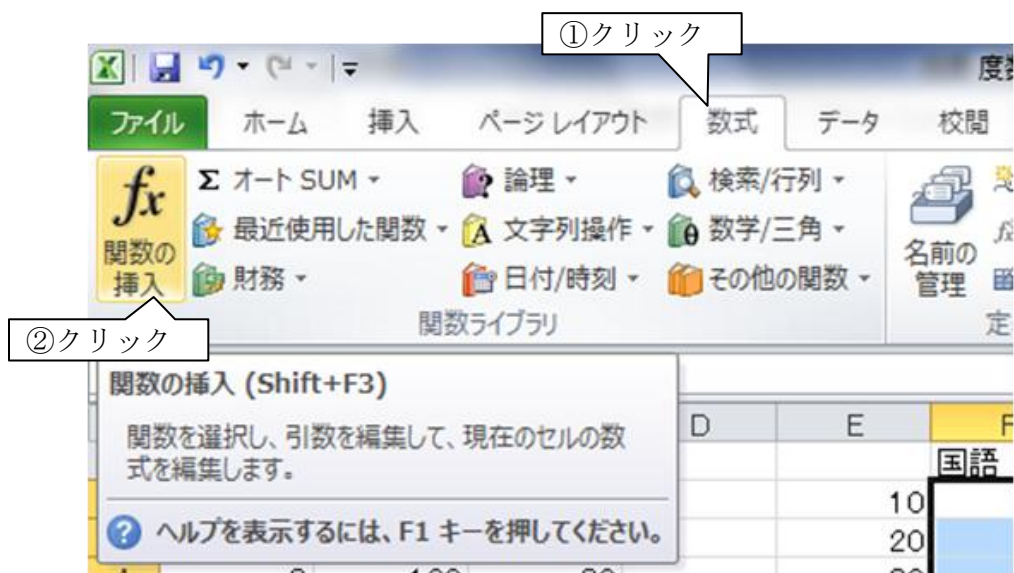 ①クリック
度数
ファイル ホーム 挿入 ページ レイアウト 数式 データ 校閲
fx 関数の挿入
Σ オート SUM
論理
検索/行列
最近使用した関数
文字列操作
数学/三角
財務
日付/時刻
その他の関数
名前の
管理
関数ライブラリ
定
②クリック
関数の挿入 (Shift+F3)
関数を選択し、引数を編集して、現在のセルの数
式を編集します。
ヘルプを表示するには、F1 キーを押してください。
D E F
国語
10
20